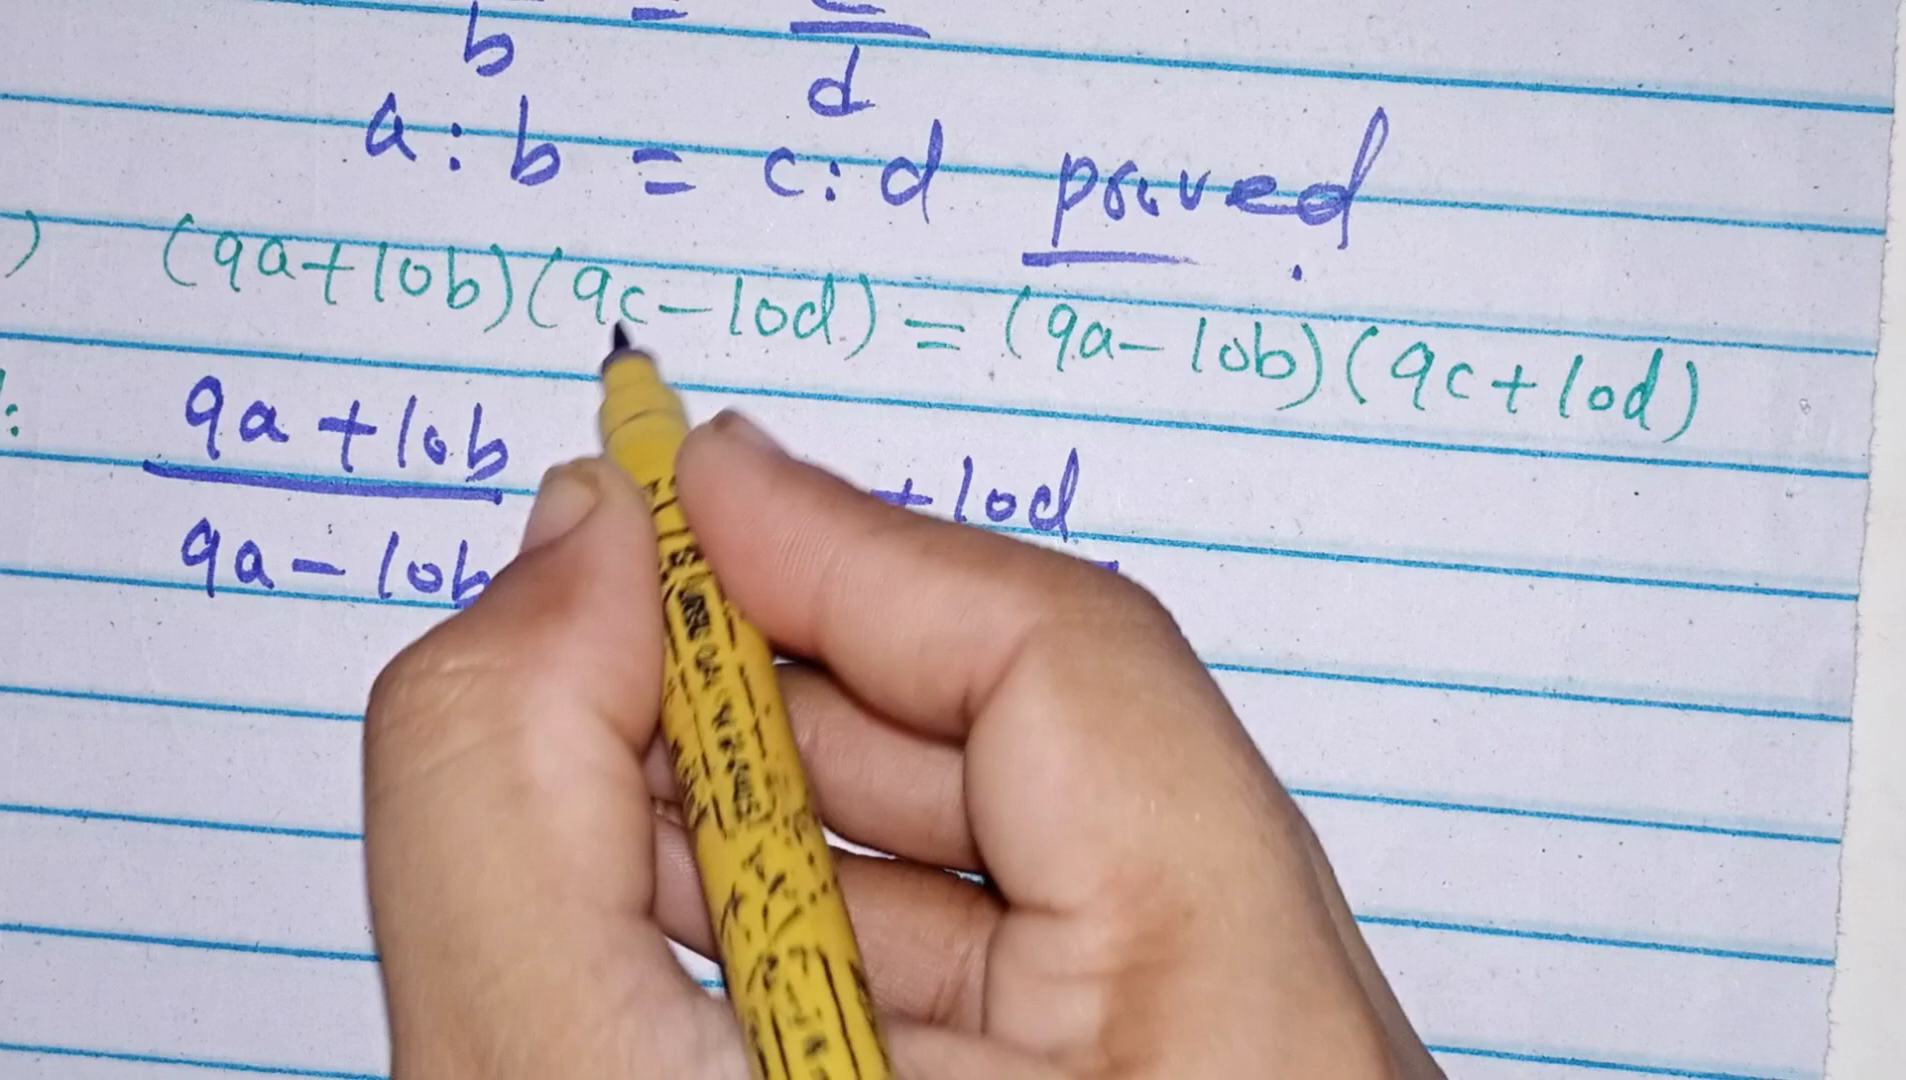 b = d
a : b = c : d proved
) (9a+10b)(9c-10d) = (9a-10b)(9c+10d)
: 9a+10b + 10d
9a-10b